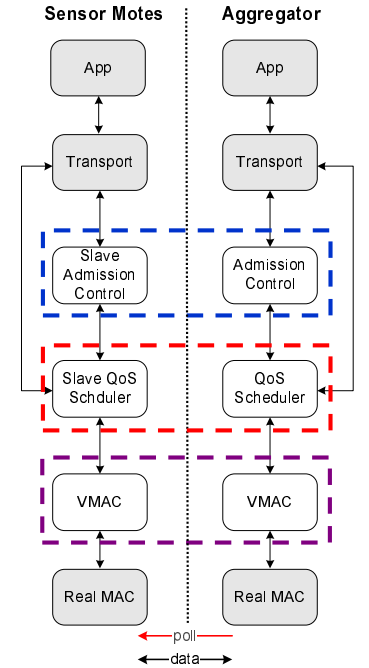 Sensor Motes
Aggregator
App
App
Transport
Transport
Slave
Admission
Control
Admission
Control
Slave QoS
Schduler
QoS
Scheduler
VMAC
VMAC
Real MAC
Real MAC
poll
data